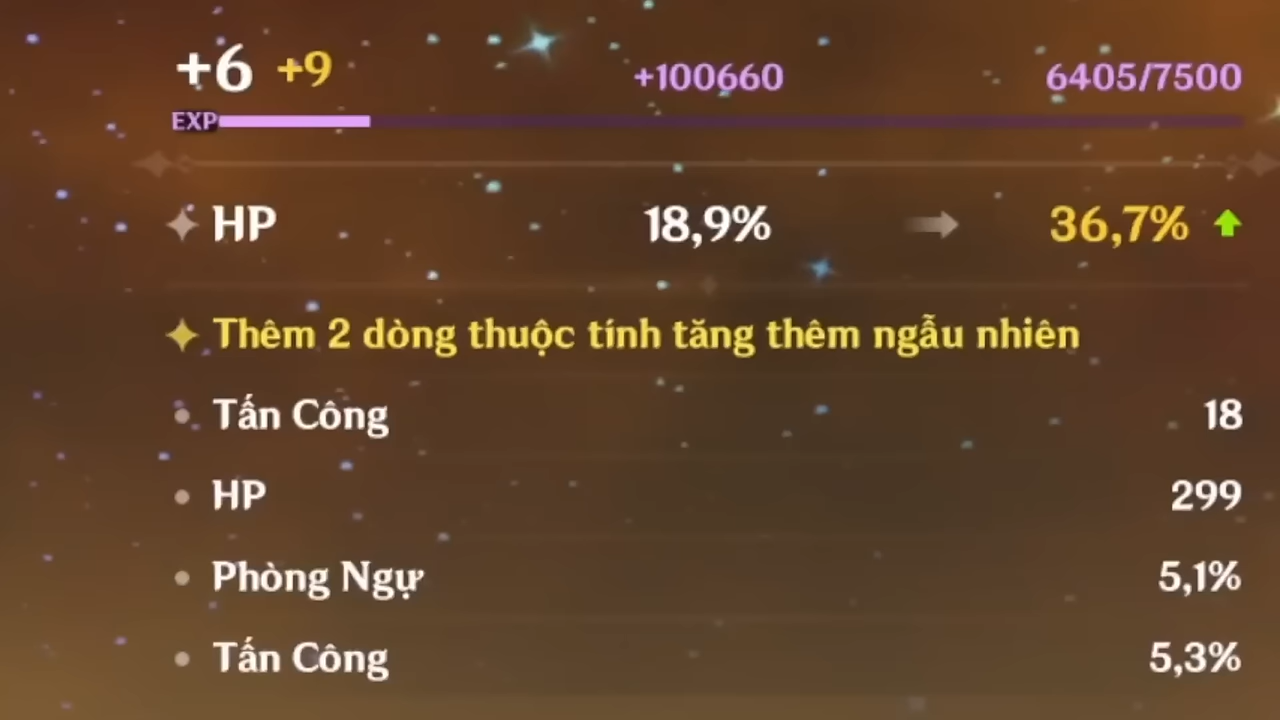 +6 +9 +100660 6405/7500
EXP
HP 18,9% 36,7%
Thêm 2 dòng thuộc tính tăng thêm ngẫu nhiên
Tấn Công 18
HP 299
Phòng Ngự 5,1%
Tấn Công 5,3%